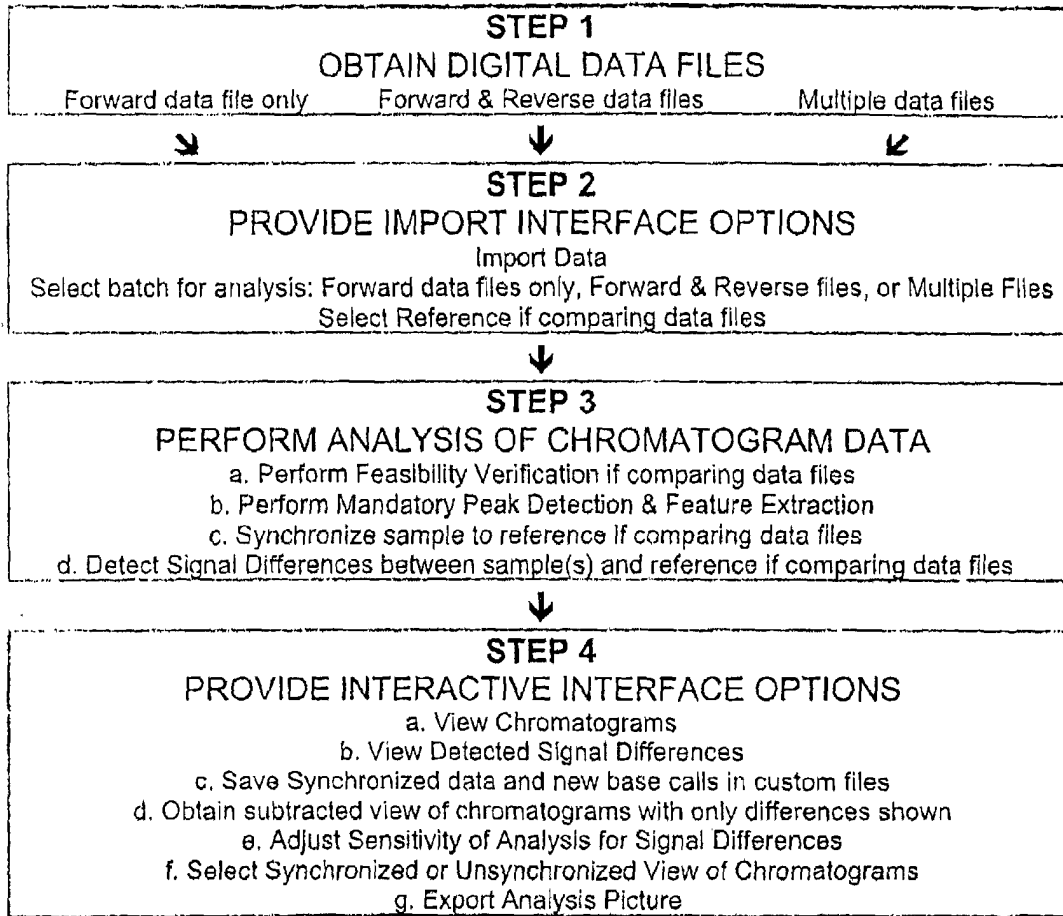 STEP 1
OBTAIN DIGITAL DATA FILES
Forward data file only Forward & Reverse data files Multiple data files
STEP 2
PROVIDE IMPORT INTERFACE OPTIONS
Import Data
Select batch for analysis: Forward data files only, Forward & Reverse files, or Multiple Files
Select Reference if comparing data files
STEP 3
PERFORM ANALYSIS OF CHROMATOGRAM DATA
a. Perform Feasibility Verification if comparing data files
b. Perform Mandatory Peak Detection & Feature Extraction
c. Synchronize sample to reference if comparing data files
d. Detect Signal Differences between sample(s) and reference if comparing data files
STEP 4
PROVIDE INTERACTIVE INTERFACE OPTIONS
a. View Chromatograms
b. View Detected Signal Differences
c. Save Synchronized data and new base calls in custom files
d. Obtain subtracted view of chromatograms with only differences shown
e. Adjust Sensitivity of Analysis for Signal Differences
f. Select Synchronized or Unsynchronized View of Chromatograms
g. Export Analysis Picture